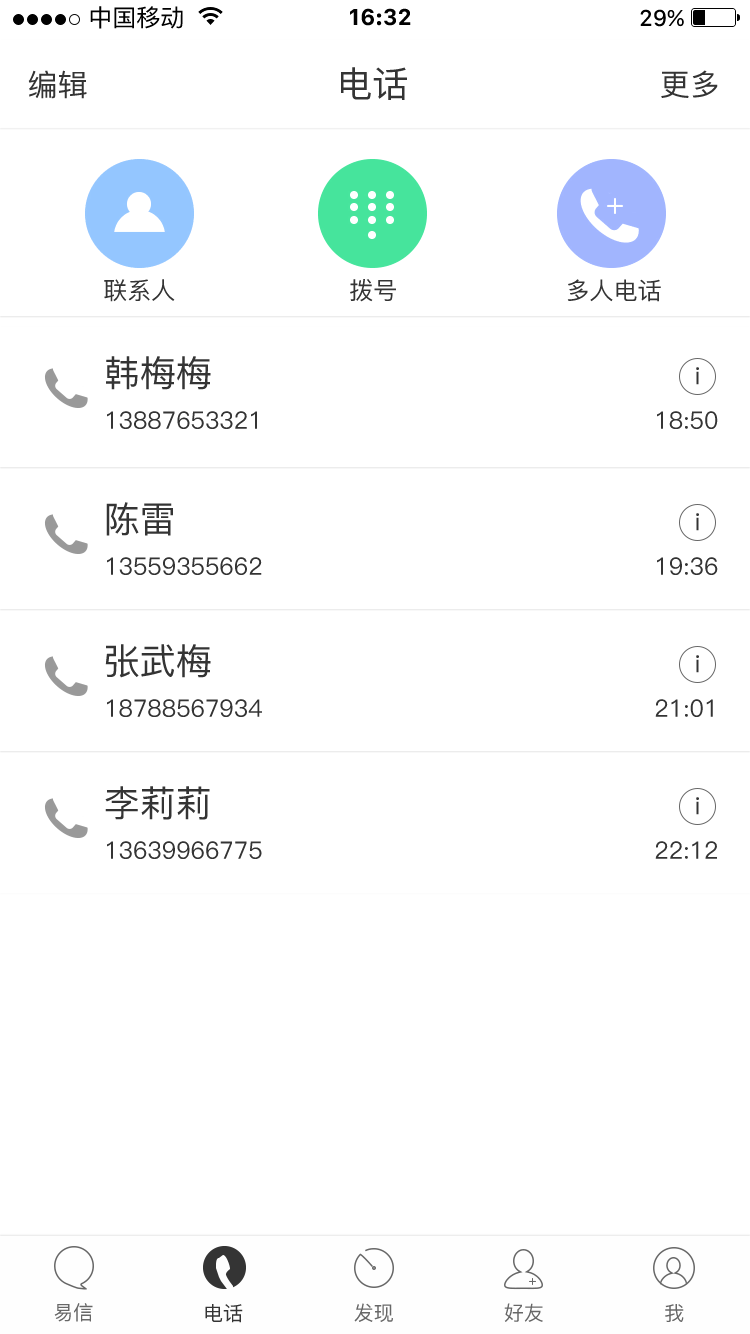 中国移动 16:32 29%
编辑 电话 更多
联系人 拨号 多人电话
韩梅梅
13887653321 18:50
陈雷
13559355662 19:36
张武梅
18788567934 21:01
李莉莉
13639966775 22:12
易信 电话 发现 好友 我